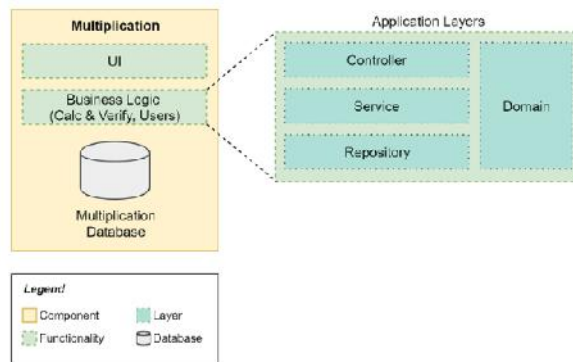 Multiplication
UI
Business Logic
(Calc & Verify, Users)
Multiplication
Database
Application Layers
Controller
Service
Repository
Domain
Legend
Component
Layer
Functionality
Database